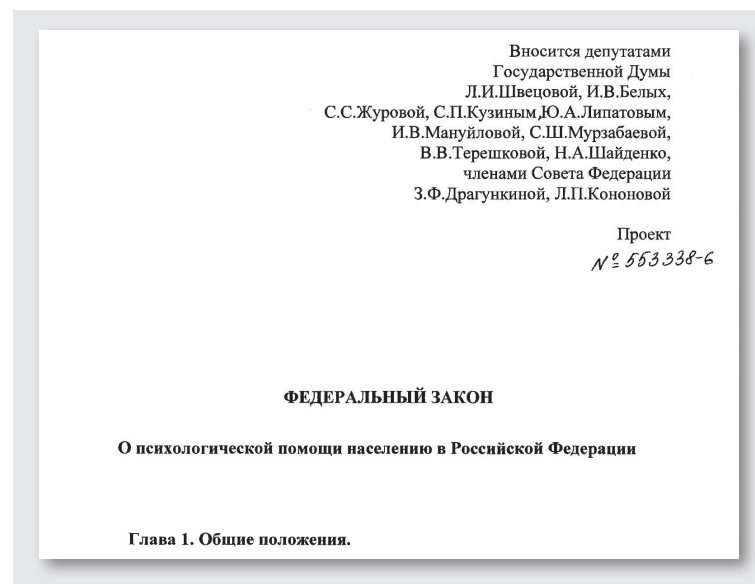 Вносится депутатами
Государственной Думы
Л.И.Швецовой, И.В.Белых,
С.С.Журовой, С.П.Кузиным,Ю.А.Липатовым,
И.В.Мануйловой, С.Ш.Мурзабаевой,
В.В.Терешковой, Н.А.Шайденко,
членами Совета Федерации
З.Ф.Драгункиной, Л.П.Кононовой
Проект
№ 553338-6
ФЕДЕРАЛЬНЫЙ ЗАКОН
О психологической помощи населению в Российской Федерации
Глава 1. Общие положения.